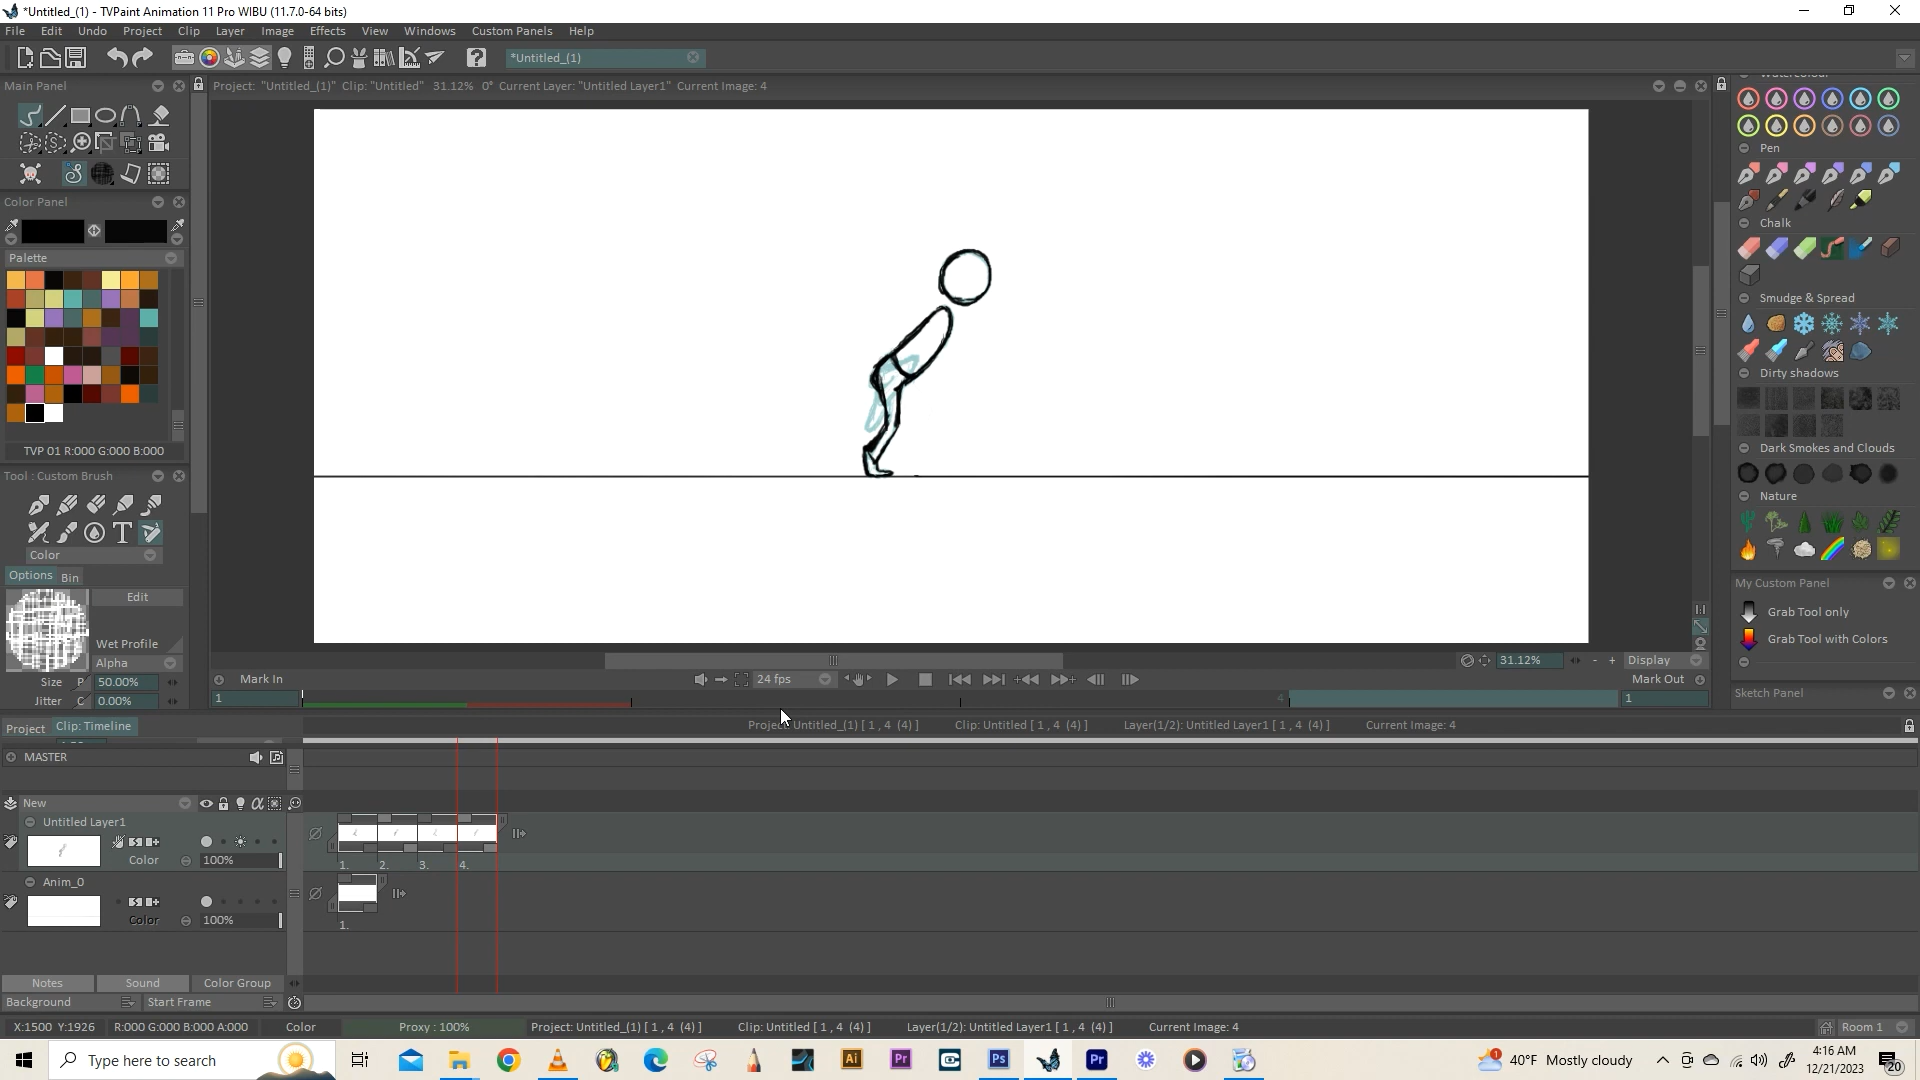 *Untitled_(1) - TVPaint Animation 11 Pro WIBU (11.7.0-64 bits)
File Edit Undo Project Clip Layer Image Effects View Windows Custom Panels Help
*Untitled_(1)
Main Panel
Project: "Untitled_(1)" Clip: "Untitled" 31.12% 0° Current Layer: "Untitled Layer1" Current Image: 4
Pen
Color Panel
Chalk
Palette
Smudge & Spread
Dirty shadows
TVP 01 R:000 G:000 B:000
Dark Smokes and Clouds
Tool : Custom Brush
Nature
T
Color
Options Bin
My Custom Panel
Edit
Grab Tool only
Wet Profile
Grab Tool with Colors
Alpha
1:1
31.12% - + Display
Size P 50.00%
Mark In
24 fps
Mark Out
Sketch Panel
Jitter C 0.00%
1
4
1
Project Clip: Timeline
Project: Untitled_(1) [ 1 , 4 (4) ] Clip: Untitled [ 1 , 4 (4) ] Layer(1/2): Untitled Layer1 [ 1 , 4 (4) ] Current Image: 4
MASTER
New
Untitled Layer1
Color 100%
1. 2. 3. 4.
Anim_0
Color 100%
1.
Notes Sound Color Group
Background Start Frame
X:1500 Y:1926 R:000 G:000 B:000 A:000 Color Proxy : 100% Project: Untitled_(1) [ 1 , 4 (4) ] Clip: Untitled [ 1 , 4 (4) ] Layer(1/2): Untitled Layer1 [ 1 , 4 (4) ] Current Image: 4 Room 1
Type here to search
Ai Pr Ps Pr
1
40°F Mostly cloudy
4:16 AM
12/21/2023
20